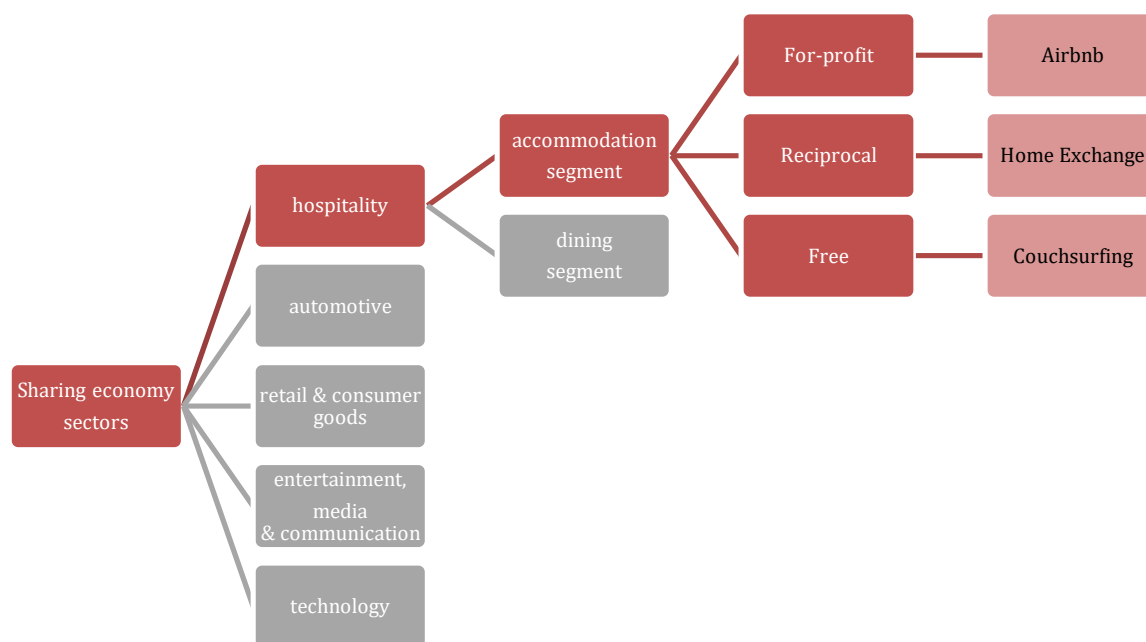 For-profit
Airbnb
accommodation
segment
Reciprocal
Home Exchange
hospitality
dining
segment
Free
Couchsurfing
automotive
Sharing economy
sectors
retail & consumer
goods
entertainment,
media
& communication
technology